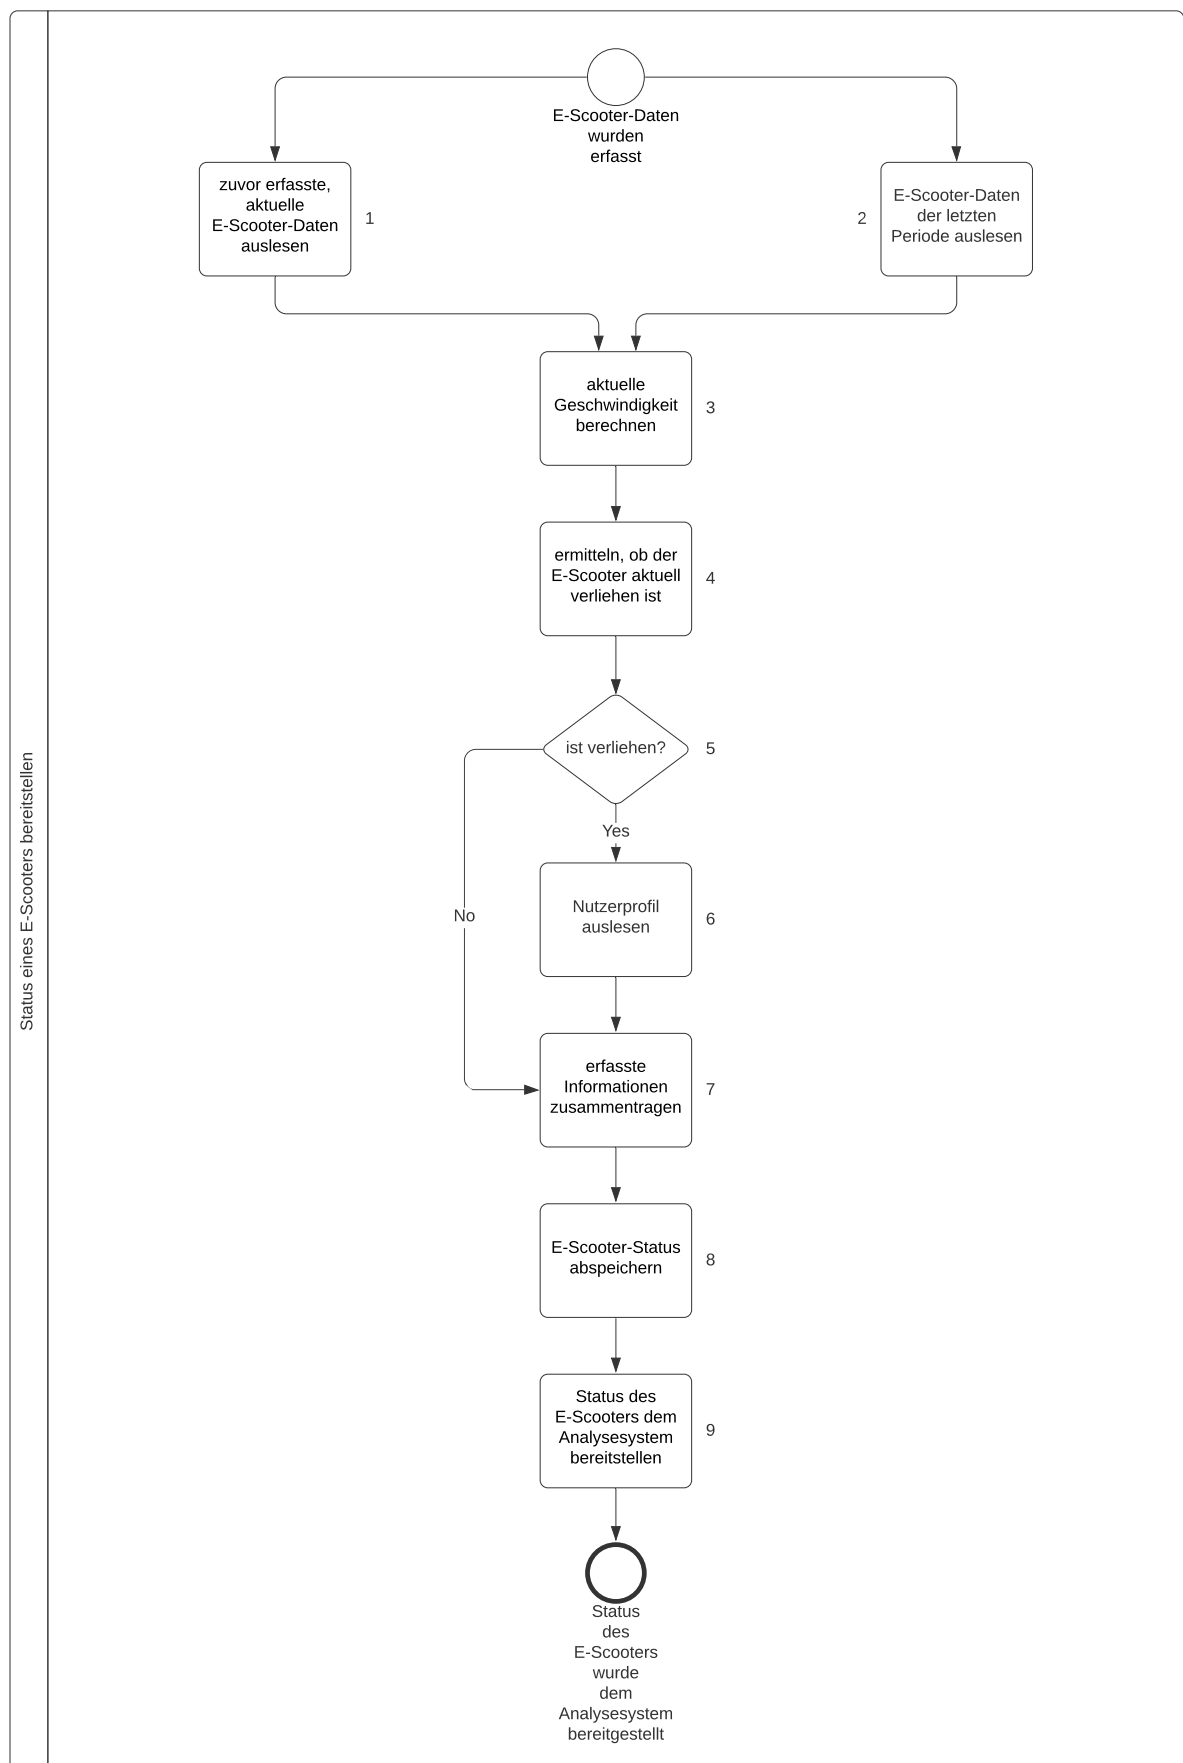 E-Scooter-Daten
wurden
erfasst
zuvor erfasste,
aktuelle
E-Scooter-Daten
auslesen
1
2
E-Scooter-Daten
der letzten
Periode auslesen
aktuelle
Geschwindigkeit
berechnen
3
ermitteln, ob der
E-Scooter aktuell
verliehen ist
4
ist verliehen?
5
Yes
No
Nutzerprofil
auslesen
6
erfasste
Informationen
zusammentragen
7
E-Scooter-Status
abspeichern
8
Status des
E-Scooters dem
Analysesystem
bereitstellen
9
Status
des
E-Scooters
wurde
dem
Analysesystem
bereitgestellt
Status eines E-Scooters bereitstellen